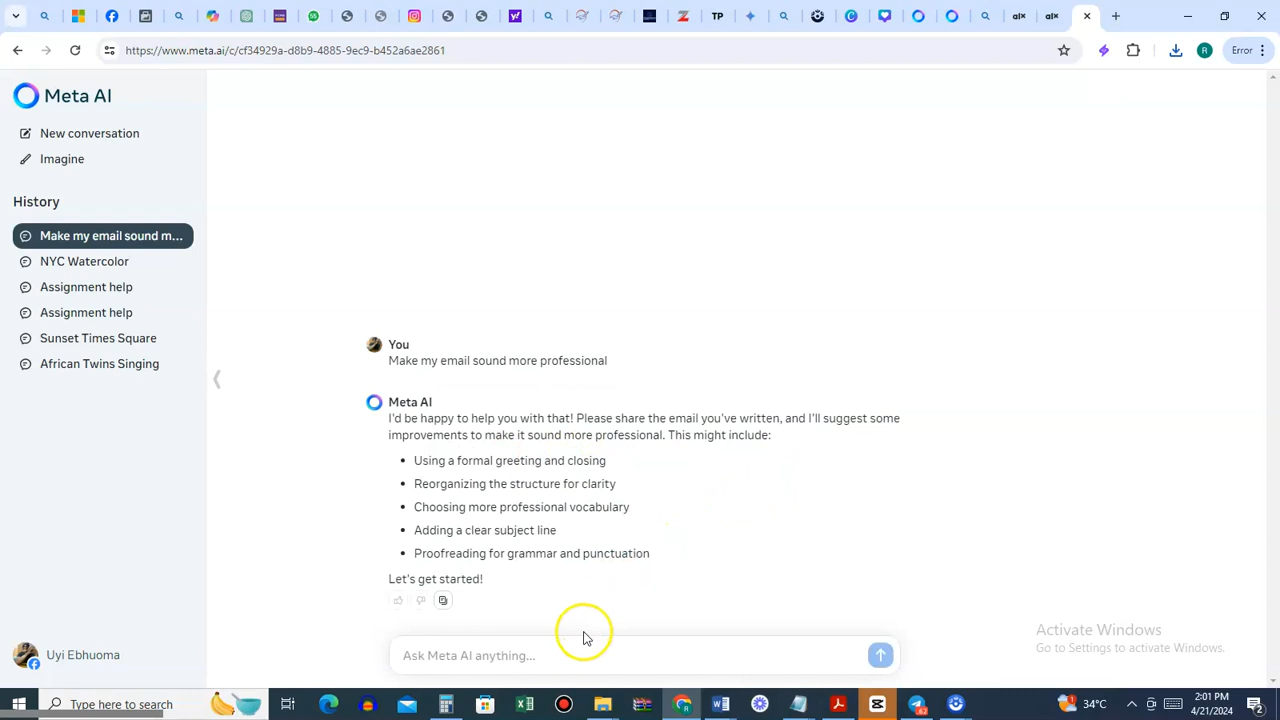 https://www.meta.ai/c/cf34929a-d8b9-4885-9ec9-b452a6ae2861
Error
Meta AI
New conversation
Imagine
History
Make my email sound m...
NYC Watercolor
Assignment help
Assignment help
Sunset Times Square
African Twins Singing
Uyi Ebhuoma
You
Make my email sound more professional
Meta AI
I'd be happy to help you with that! Please share the email you've written, and I'll suggest some
improvements to make it sound more professional. This might include:
• Using a formal greeting and closing
• Reorganizing the structure for clarity
• Choosing more professional vocabulary
• Adding a clear subject line
• Proofreading for grammar and punctuation
Let's get started!
Ask Meta AI anything...
Activate Windows
Go to Settings to activate Windows.
Type here to search
34°C
2:01 PM
4/21/2024